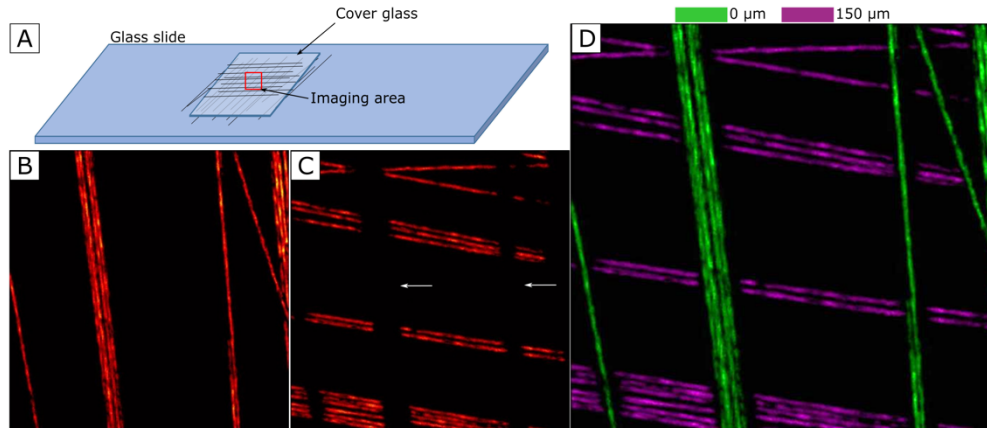 0 µm
150 µm
A
Cover glass
Glass slide
Imaging area
B
C
D